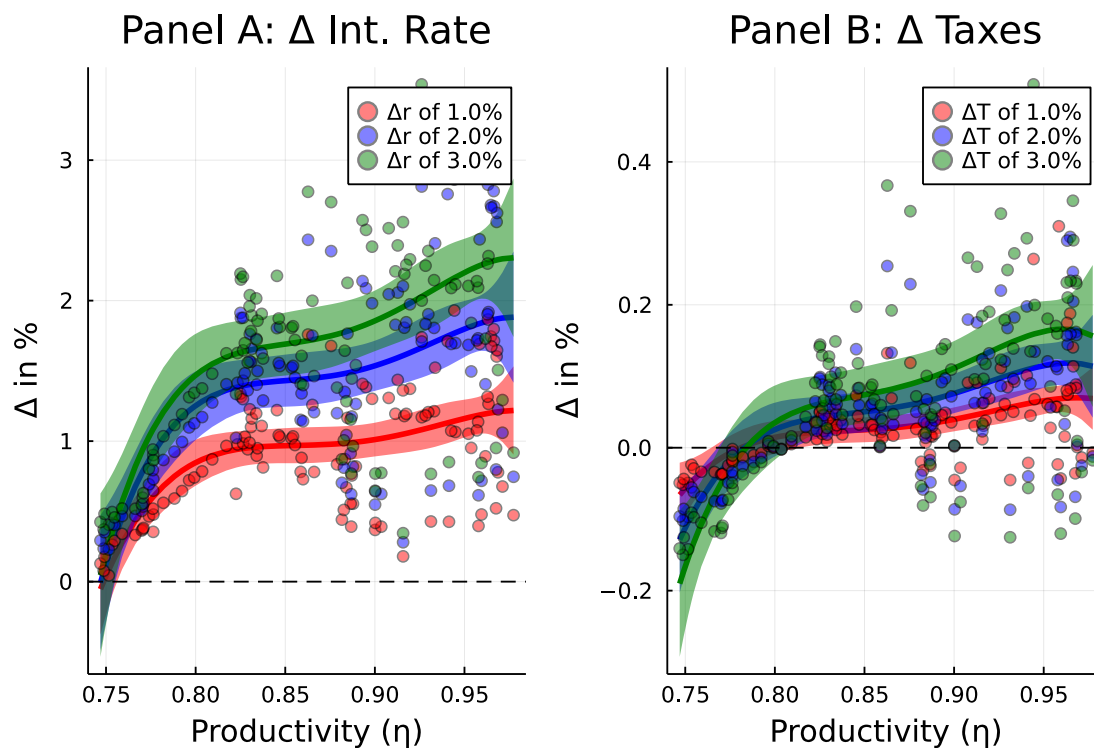 Panel A: Δ Int. Rate
Δr of 1.0%
Δr of 2.0%
Δr of 3.0%
3
2
1
0
Δ in %
0.75
0.80
0.85
0.90
0.95
Productivity (η)
Panel B: Δ Taxes
ΔT of 1.0%
ΔT of 2.0%
ΔT of 3.0%
0.4
0.2
0.0
−0.2
Δ in %
0.75
0.80
0.85
0.90
0.95
Productivity (η)